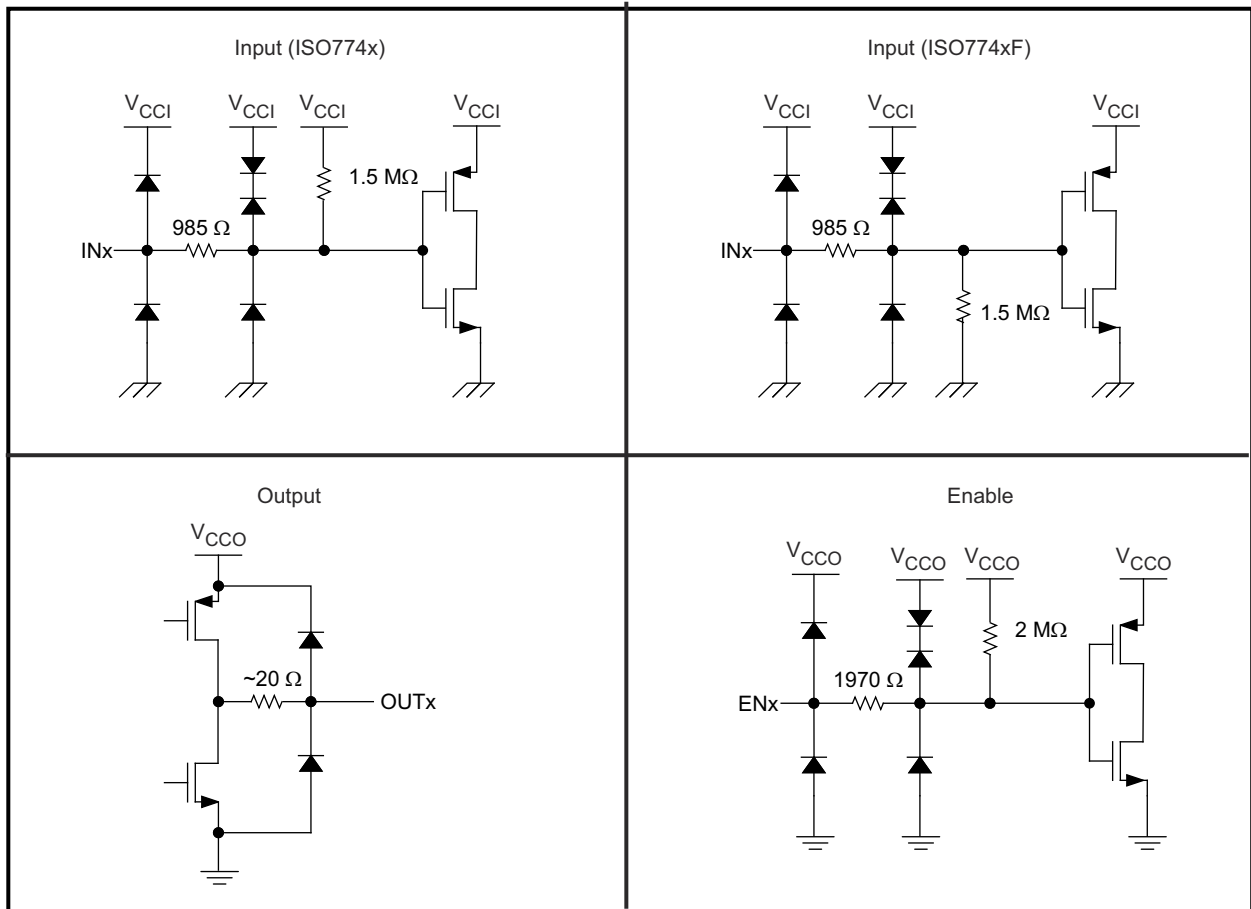 Input (ISO774x)
V_CCI V_CCI V_CCI V_CCI
1.5 MΩ
985 Ω
INx
Input (ISO774xF)
V_CCI V_CCI V_CCI
985 Ω
INx
1.5 MΩ
Output
V_CCO
~20 Ω
OUTx
Enable
V_CCO V_CCO V_CCO V_CCO
2 MΩ
1970 Ω
ENx